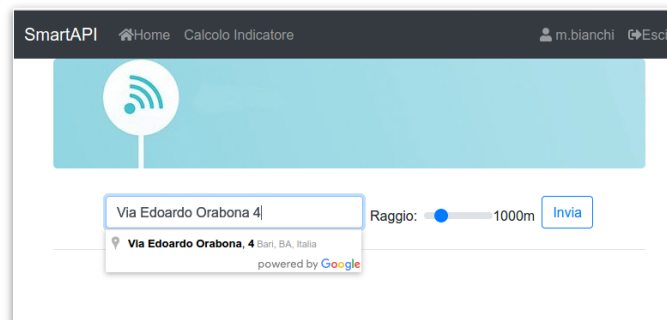 SmartAPI Home Calcolo Indicatore m.bianchi Esci
Via Edoardo Orabona 4 Raggio: 1000m Invia
Via Edoardo Orabona, 4 Bari, BA, Italia
powered by Google